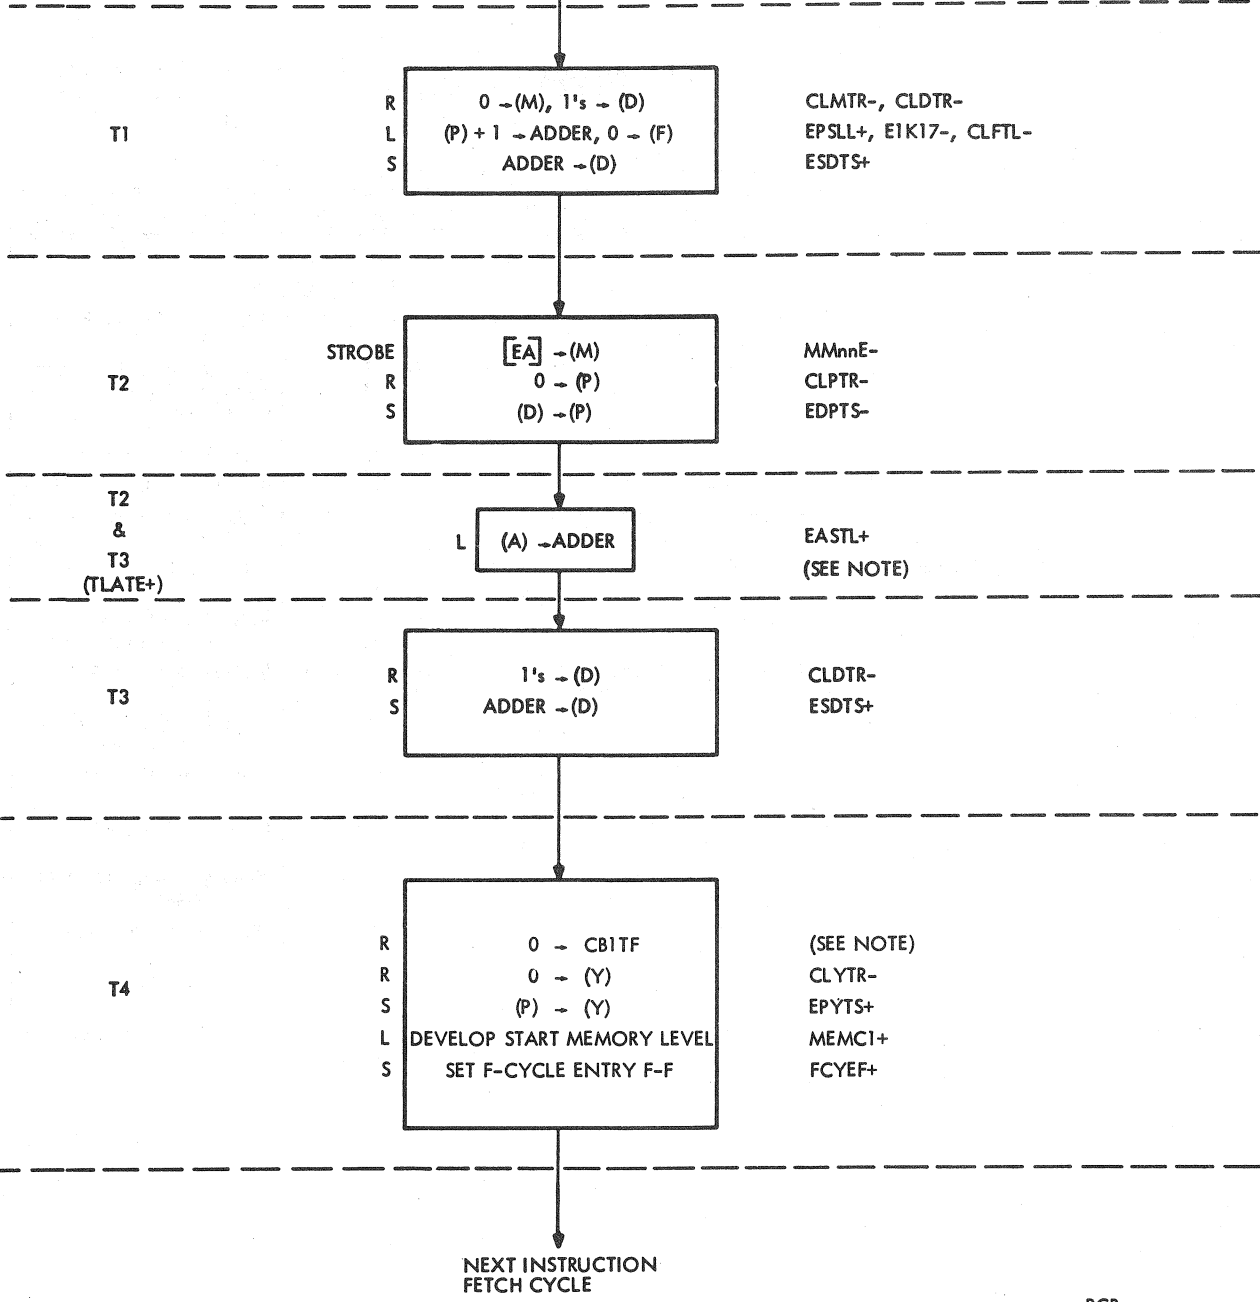 R 0 → (M), 1's → (D) CLMTR-, CLDTR-
T1 L (P) + 1 → ADDER, 0 → (F) EPSLL+, E1K17-, CLFTL-
S ADDER → (D) ESDTS+
STROBE [EA] → (M) MMnnE-
T2 R 0 → (P) CLPTR-
S (D) → (P) EDPTS-
T2
&
T3
(TLATE+)
L (A) → ADDER EASTL+
(SEE NOTE)
R 1's → (D) CLDTR-
T3 S ADDER → (D) ESDTS+
R 0 → CB1TF (SEE NOTE)
R 0 → (Y) CLYTR-
T4 S (P) → (Y) EPYTS+
L DEVELOP START MEMORY LEVEL MEMC1+
S SET F-CYCLE ENTRY F-F FCYEF+
NEXT INSTRUCTION
FETCH CYCLE